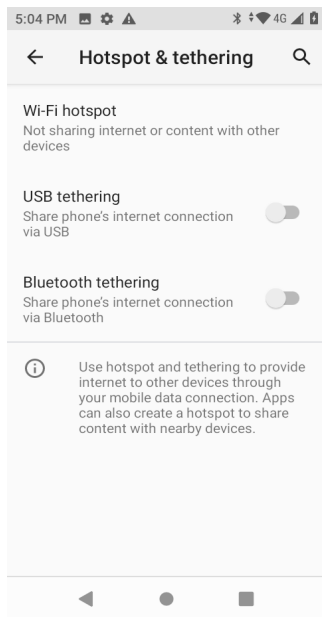 5:04 PM 4G
Hotspot & tethering
Wi-Fi hotspot
Not sharing internet or content with other
devices
USB tethering
Share phone's internet connection
via USB
Bluetooth tethering
Share phone's internet connection
via Bluetooth
Use hotspot and tethering to provide
internet to other devices through
your mobile data connection. Apps
can also create a hotspot to share
content with nearby devices.